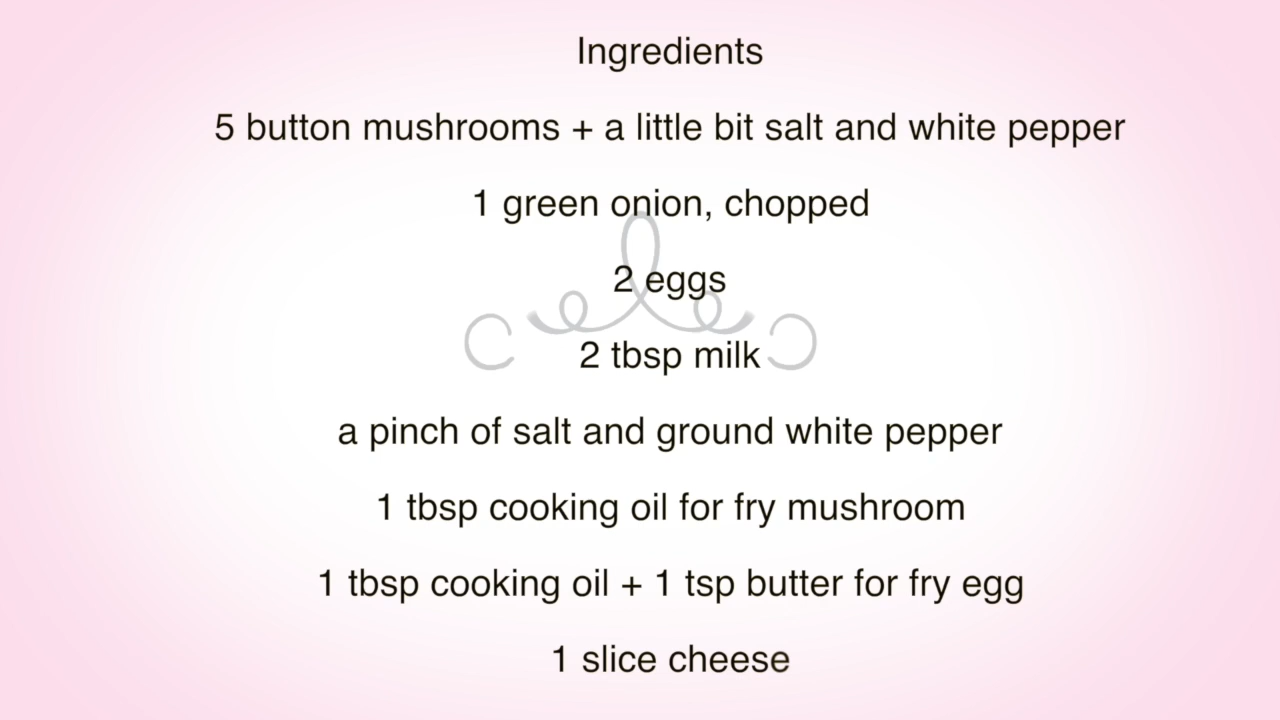 Ingredients
5 button mushrooms + a little bit salt and white pepper
1 green onion, chopped
2 eggs
2 tbsp milk
a pinch of salt and ground white pepper
1 tbsp cooking oil for fry mushroom
1 tbsp cooking oil + 1 tsp butter for fry egg
1 slice cheese